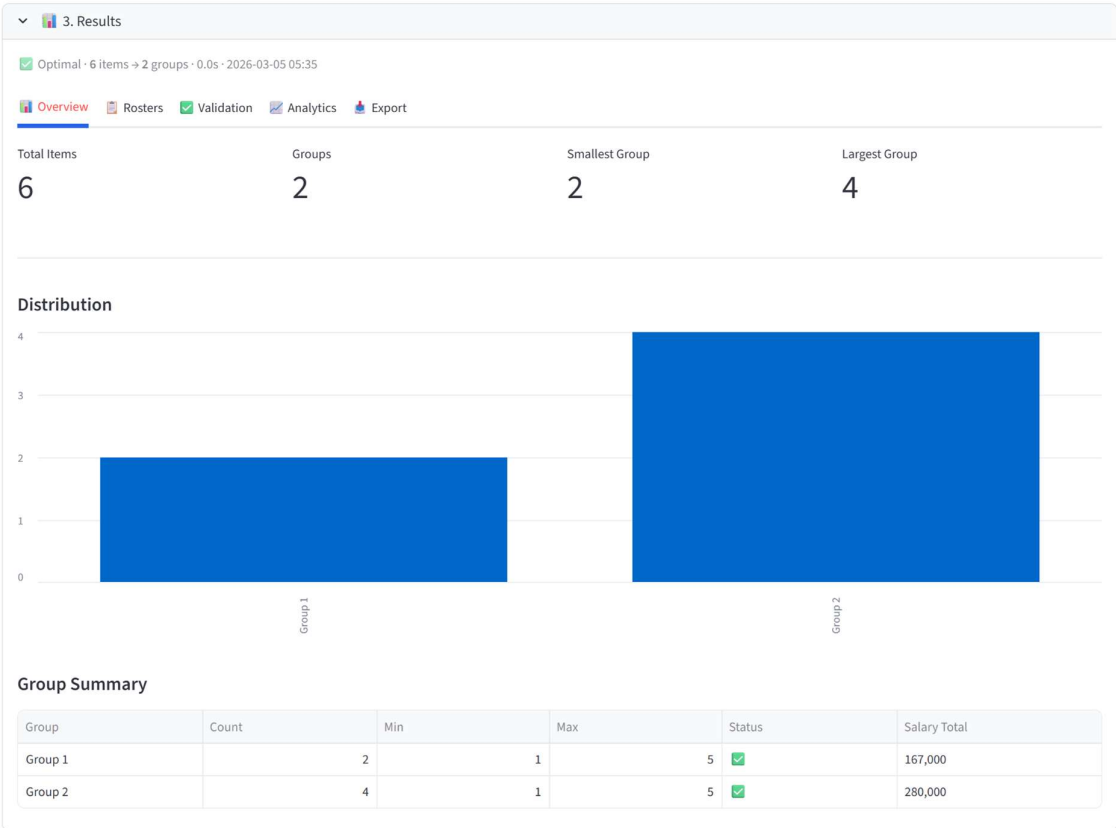 3. Results
Optimal · 6 items → 2 groups · 0.0s · 2026-03-05 05:35
Overview Rosters Validation Analytics Export
Total Items Groups Smallest Group Largest Group
6 2 2 4
Distribution
4
3
2
1
0
Group 1 Group 2
Group Summary
Group Count Min Max Status Salary Total
Group 1 2 1 5 167,000
Group 2 4 1 5 280,000